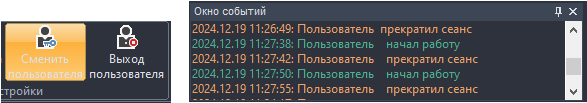 Сменить
пользователя
Выход
пользователя
стройки
Окно событий
2024.12.19 11:26:49: Пользователь прекратил сеанс
2024.12.19 11:27:38: Пользователь начал работу
2024.12.19 11:27:42: Пользователь прекратил сеанс
2024.12.19 11:27:50: Пользователь начал работу
2024.12.19 11:27:55: Пользователь прекратил сеанс